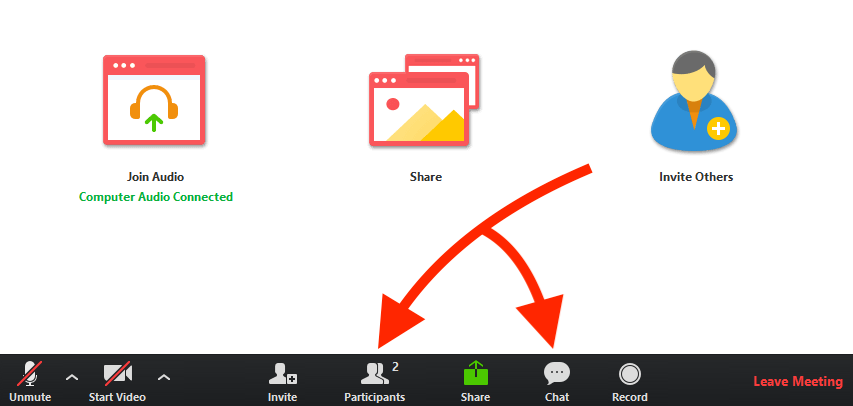 Join Audio
Computer Audio Connected
Share
Invite Others
Unmute
Start Video
Invite
Participants
2
Share
Chat
Record
Leave Meeting